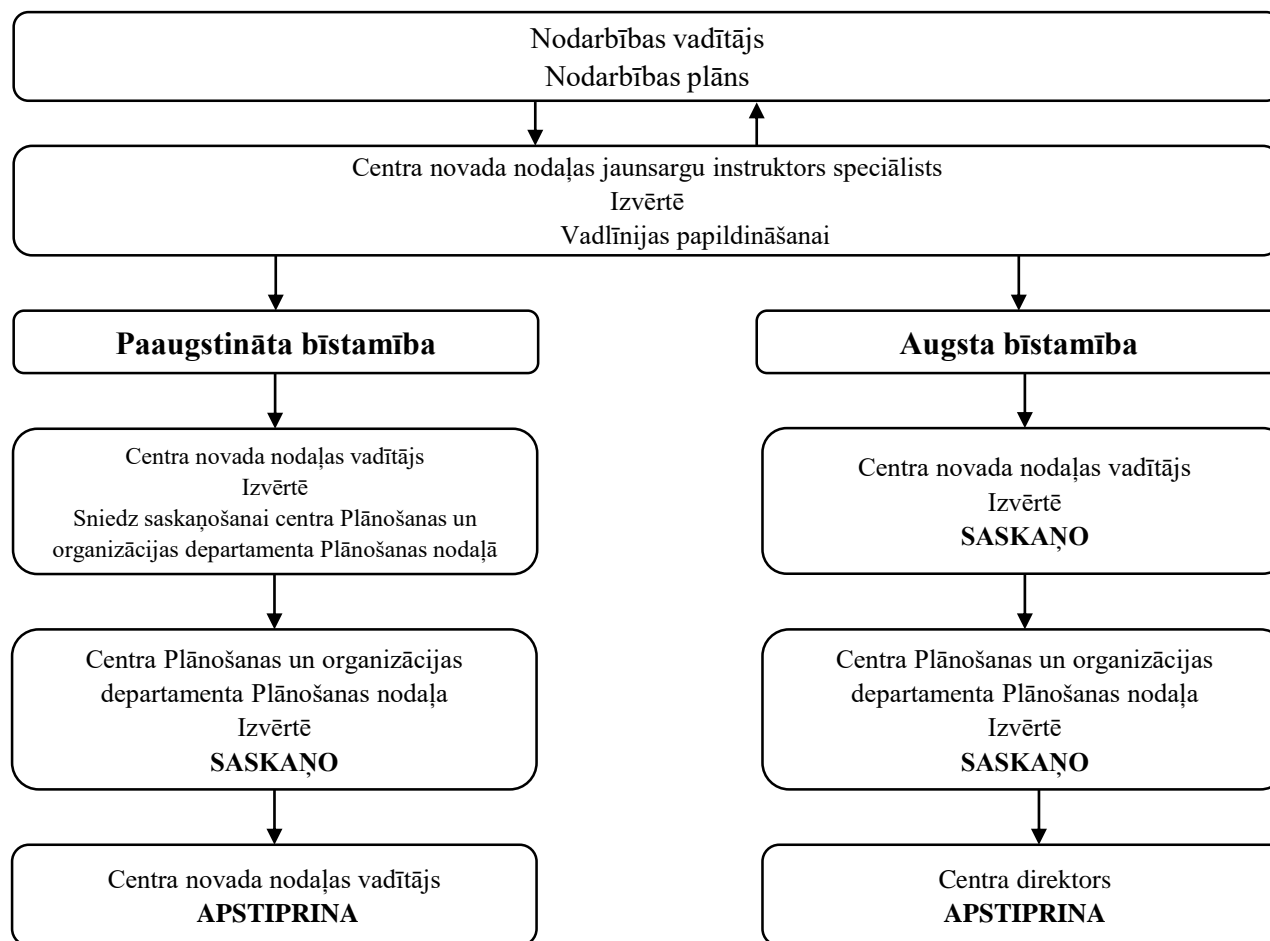 Nodarbības vadītājs
Nodarbības plāns
Centra novada nodaļas jaunsargu instruktors speciālists
Izvērtē
Vadlīnijas papildināšanai
Paaugstināta bīstamība
Augsta bīstamība
Centra novada nodaļas vadītājs
Izvērtē
Sniedz saskaņošanai centra Plānošanas un
organizācijas departamenta Plānošanas nodaļā
Centra novada nodaļas vadītājs
Izvērtē
SASKAŅO
Centra Plānošanas un organizācijas
departamenta Plānošanas nodaļa
Izvērtē
SASKAŅO
Centra Plānošanas un organizācijas
departamenta Plānošanas nodaļa
Izvērtē
SASKAŅO
Centra novada nodaļas vadītājs
APSTIPRINA
Centra direktors
APSTIPRINA